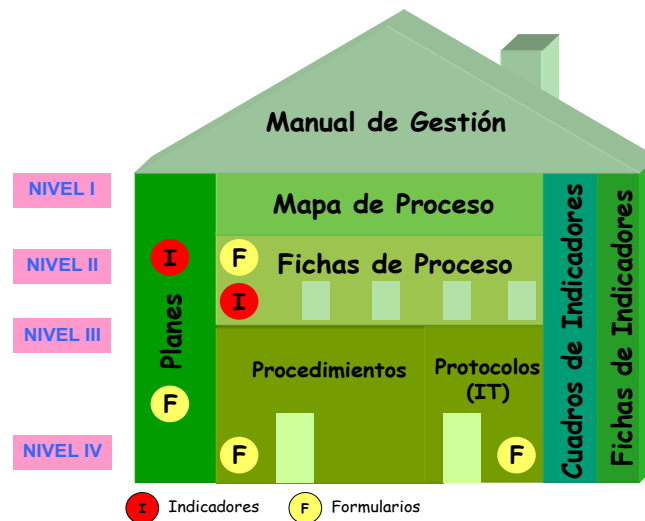 Manual de Gestión
NIVEL I
Mapa de Proceso
NIVEL II
I
F
Fichas de Proceso
I
NIVEL III
Planes
Procedimientos
Protocolos
(IT)
F
NIVEL IV
F
F
Cuadros de Indicadores
Fichas de Indicadores
I Indicadores
F Formularios